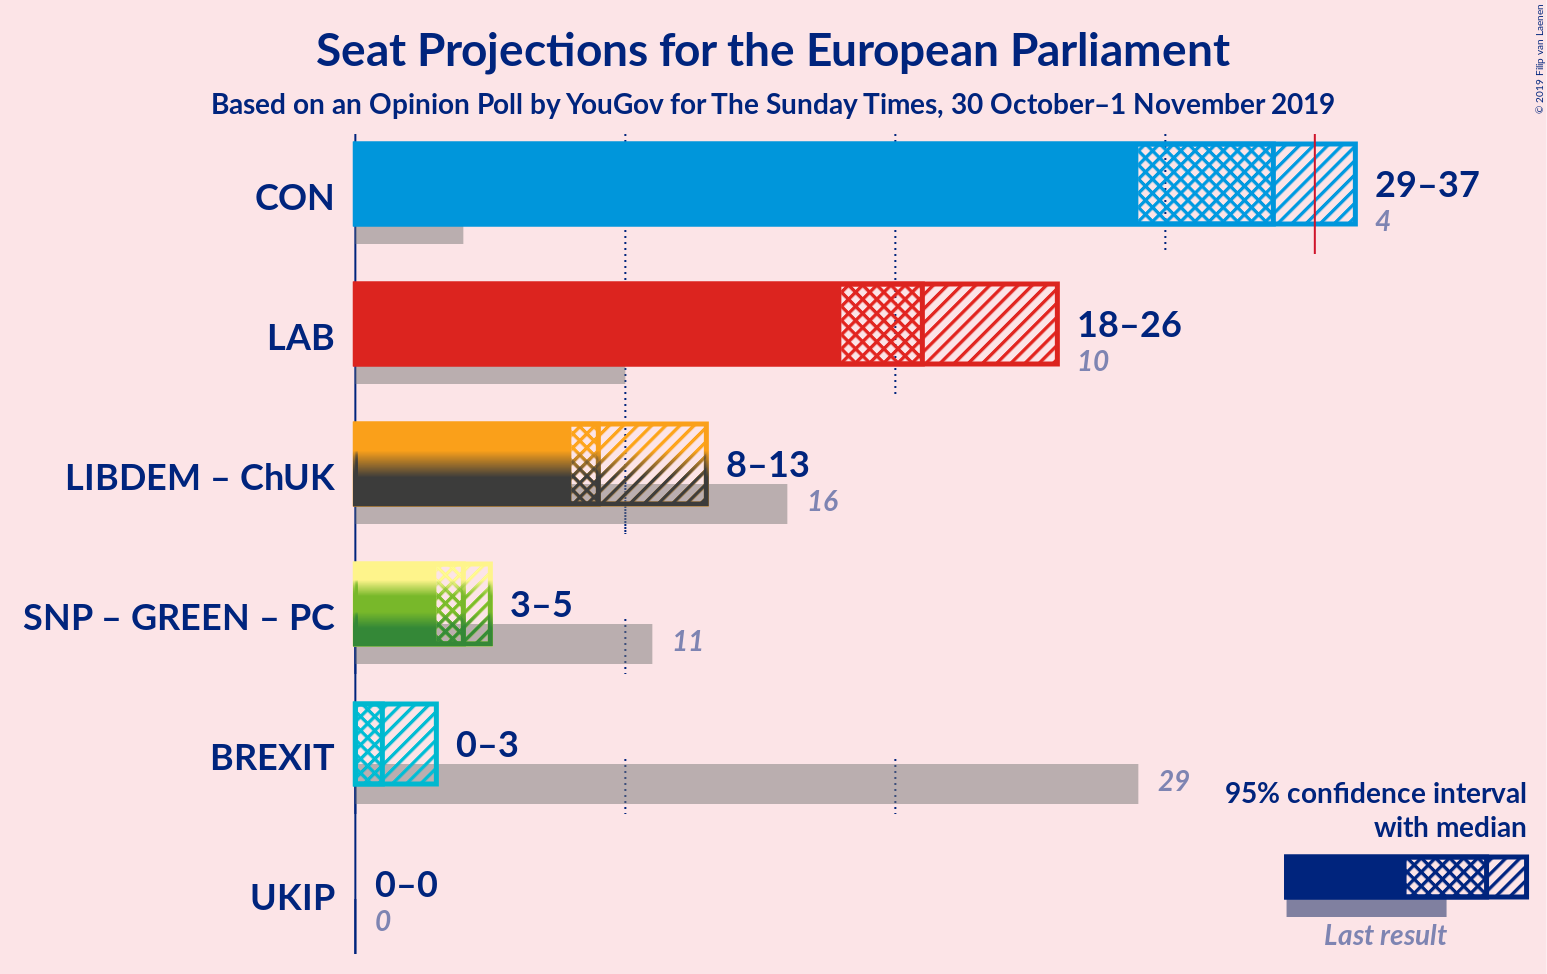 Seat Projections for the European Parliament
Based on an Opinion Poll by YouGov for The Sunday Times, 30 October–1 November 2019
© 2019 Filip van Laenen
CON
29–37
4
LAB
18–26
10
LIBDEM – ChUK
8–13
16
SNP – GREEN – PC
3–5
11
BREXIT
0–3
29
UKIP
0–0
0
95% confidence interval
with median
Last result